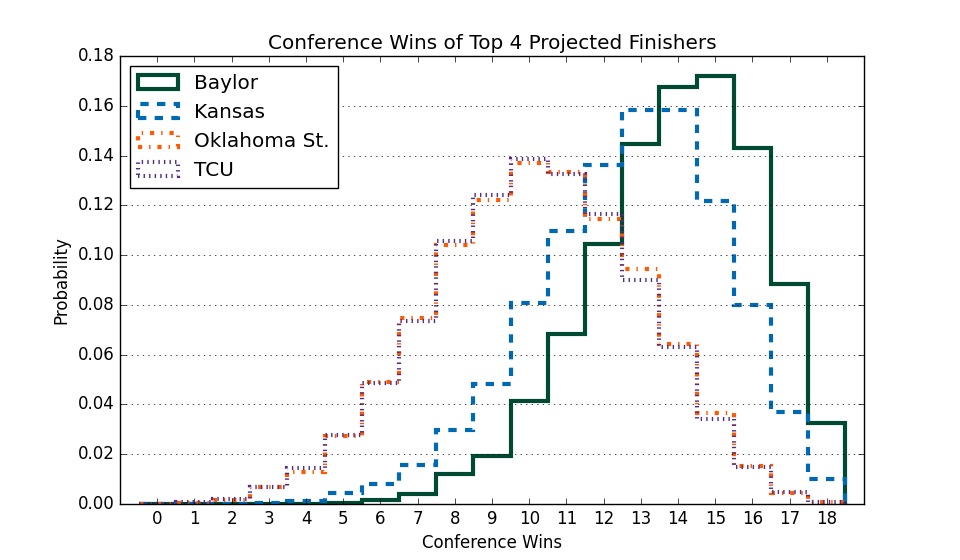 Conference Wins of Top 4 Projected Finishers
0.18
0.16
0.14
0.12
0.10
0.08
0.06
0.04
0.02
0.00
Probability
Baylor
Kansas
Oklahoma St.
TCU
0 1 2 3 4 5 6 7 8 9 10 11 12 13 14 15 16 17 18
Conference Wins